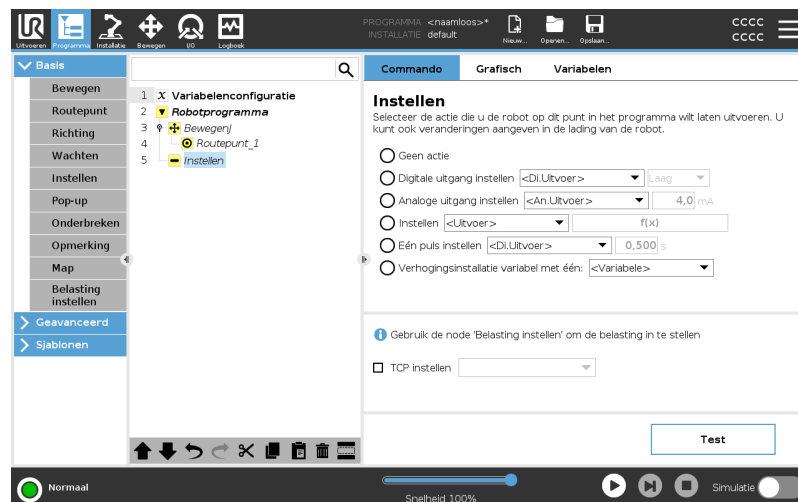 UR
Uitvoeren Programma Installatie Bewegen I/O Logboek
PROGRAMMA <naamloos>*
INSTALLATIE default
Nieuw... Openen... Opslaan...
CCCC
CCCC
Basis
Bewegen
Routepunt
Richting
Wachten
Instellen
Pop-up
Onderbreken
Opmerking
Map
Belasting
instellen
Geavanceerd
Sjablonen
1 X Variabelenconfiguratie
2 Robotprogramma
3 BewegenJ
4 Routepunt_1
5 Instellen
Commando Grafisch Variabelen
Instellen
Selecteer de actie die u de robot op dit punt in het programma wilt laten uitvoeren. U
kunt ook veranderingen aangeven in de lading van de robot.
Geen actie
Digitale uitgang instellen <Di.Uitvoer> Laag
Analoge uitgang instellen <An.Uitvoer> 4,0 mA
Instellen <Uitvoer> f(x)
Eén puls instellen <Di.Uitvoer> 0,500 s
Verhogingsinstallatie variabel met één: <Variabele>
Gebruik de node 'Belasting instellen' om de belasting in te stellen
TCP instellen
Test
Normaal
Snelheid 100%
Simulatie